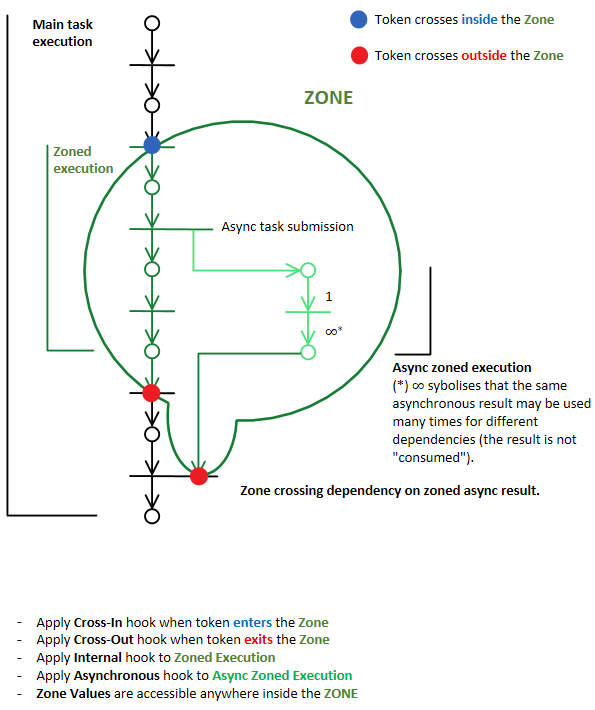 Main task
execution
Token crosses inside the Zone
Token crosses outside the Zone
ZONE
Zoned
execution
Async task submission
1
∞*
Async zoned execution
(*) ∞ sybolises that the same
asynchronous result may be used
many times for different
dependencies (the result is not
"consumed").
Zone crossing dependency on zoned async result.
- Apply Cross-In hook when token enters the Zone
- Apply Cross-Out hook when token exits the Zone
- Apply Internal hook to Zoned Execution
- Apply Asynchronous hook to Async Zoned Execution
- Zone Values are accessible anywhere inside the ZONE